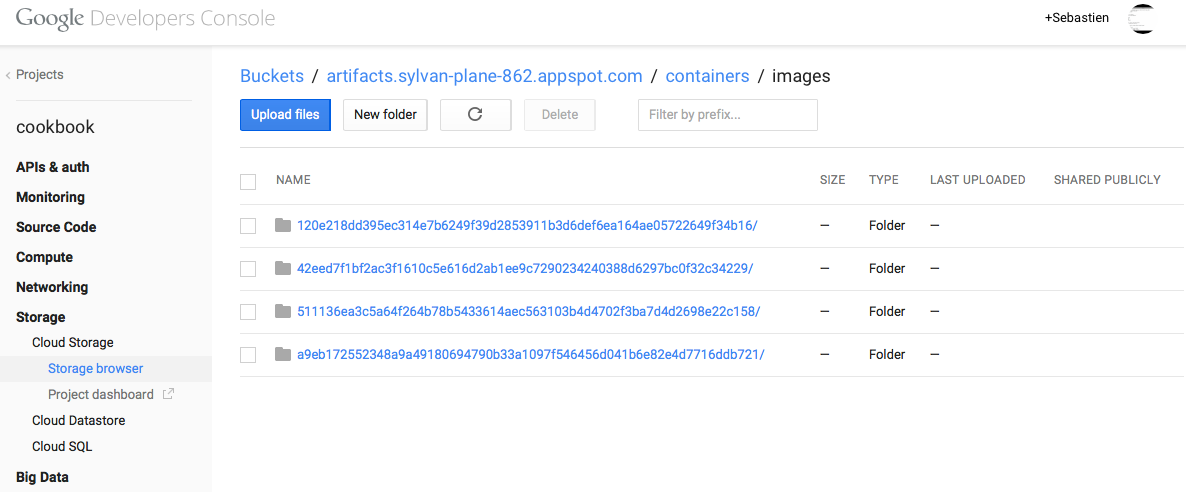 Google Developers Console
+Sebastien
Projects
cookbook
APIs & auth
Monitoring
Source Code
Compute
Networking
Storage
Cloud Storage
Storage browser
Project dashboard
Cloud Datastore
Cloud SQL
Big Data
Buckets / artifacts.sylvan-plane-862.appspot.com / containers / images
Upload files New folder Delete Filter by prefix...
NAME SIZE TYPE LAST UPLOADED SHARED PUBLICLY
120e218dd395ec314e7b6249f39d2853911b3d6def6ea164ae05722649f34b16/ — Folder —
42eed7f1bf2ac3f1610c5e616d2ab1ee9c7290234240388d6297bc0f32c34229/ — Folder —
511136ea3c5a64f264b78b5433614aec563103b4d4702f3ba7d4d2698e22c158/ — Folder —
a9eb172552348a9a49180694790b33a1097f546456d041b6e82e4d7716ddb721/ — Folder —